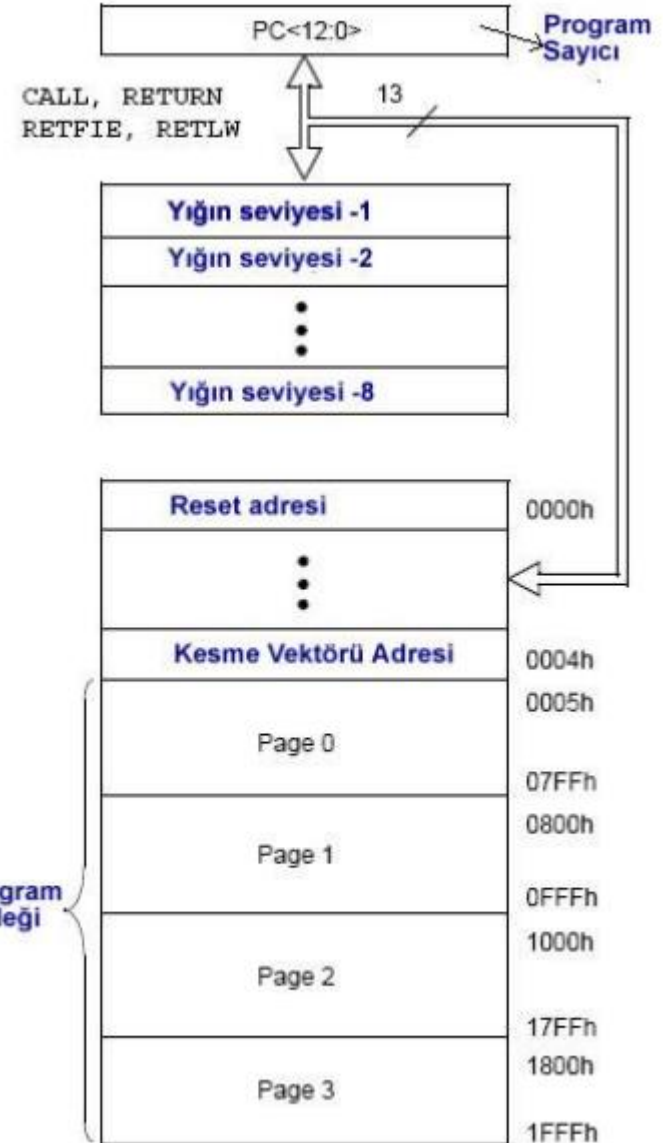 PC<12:0>
Program
Sayıcı
CALL, RETURN
RETFIE, RETLW
13
Yığın seviyesi -1
Yığın seviyesi -2
Yığın seviyesi -8
Reset adresi
0000h
Kesme Vektörü Adresi
0004h
0005h
Page 0
07FFh
0800h
Page 1
0FFFh
1000h
Page 2
17FFh
1800h
Page 3
1FFFh